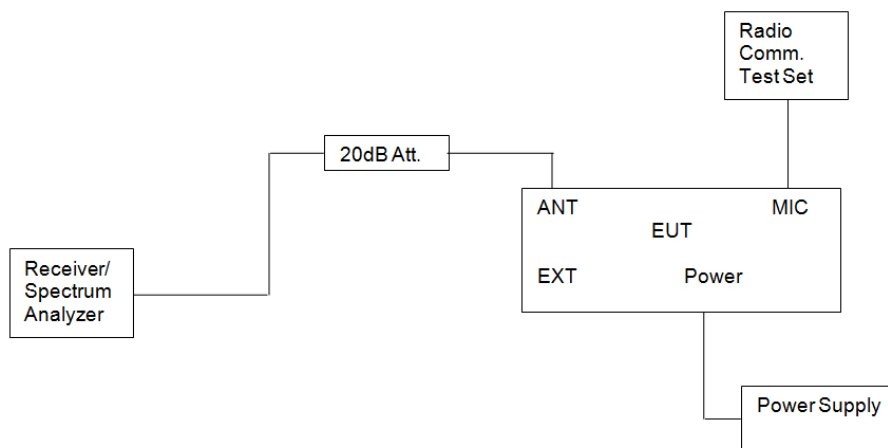 Radio
Comm.
Test Set
20dB Att.
ANT
MIC
EUT
Receiver/
Spectrum
Analyzer
EXT
Power
Power Supply